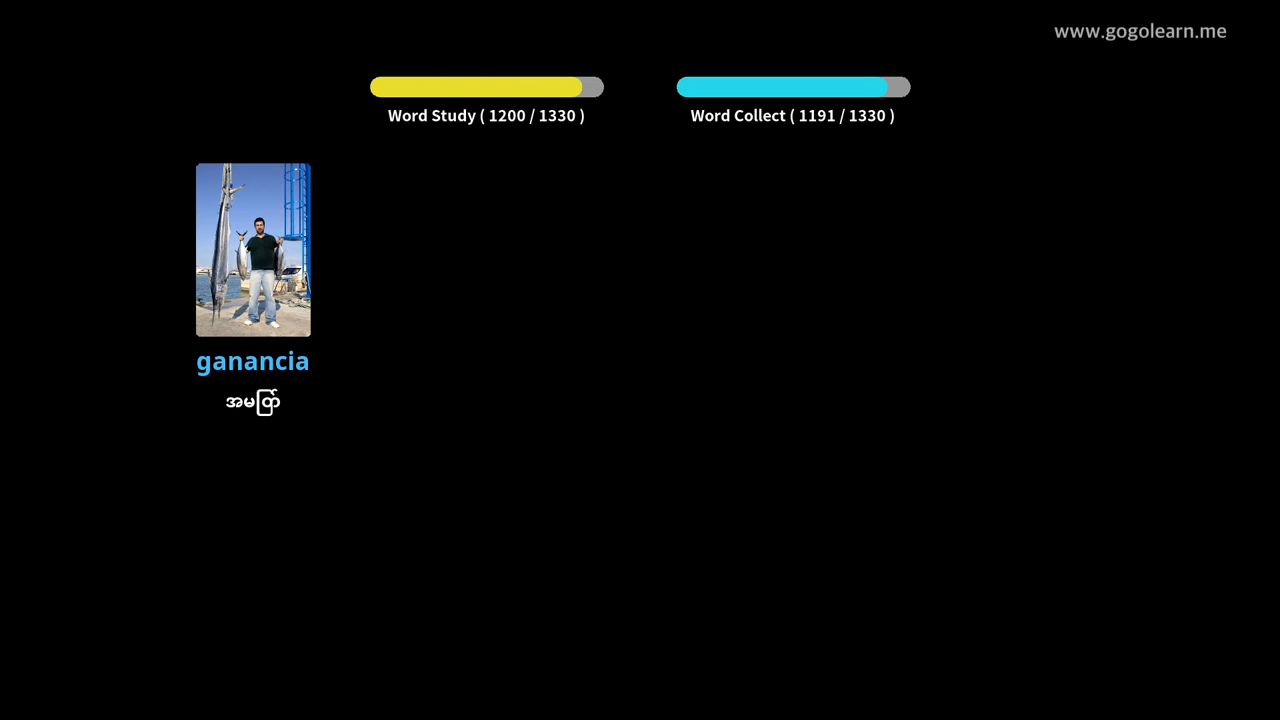 www.gogolearn.me
Word Study ( 1200 / 1330 )
Word Collect ( 1191 / 1330 )
ganancia
အမြတ်